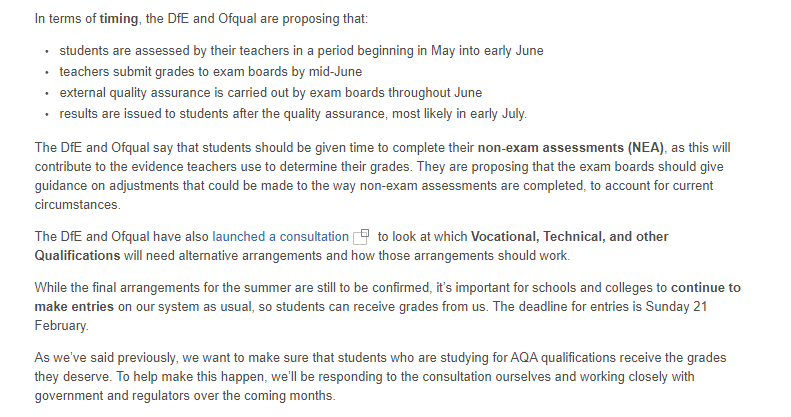 In terms of timing, the DfE and Ofqual are proposing that:
• students are assessed by their teachers in a period beginning in May into early June
• teachers submit grades to exam boards by mid-June
• external quality assurance is carried out by exam boards throughout June
• results are issued to students after the quality assurance, most likely in early July.
The DfE and Ofqual say that students should be given time to complete their non-exam assessments (NEA), as this will
contribute to the evidence teachers use to determine their grades. They are proposing that the exam boards should give
guidance on adjustments that could be made to the way non-exam assessments are completed, to account for current
circumstances.
The DfE and Ofqual have also launched a consultation to look at which Vocational, Technical, and other
Qualifications will need alternative arrangements and how those arrangements should work.
While the final arrangements for the summer are still to be confirmed, it's important for schools and colleges to continue to
make entries on our system as usual, so students can receive grades from us. The deadline for entries is Sunday 21
February.
As we've said previously, we want to make sure that students who are studying for AQA qualifications receive the grades
they deserve. To help make this happen, we'll be responding to the consultation ourselves and working closely with
government and regulators over the coming months.